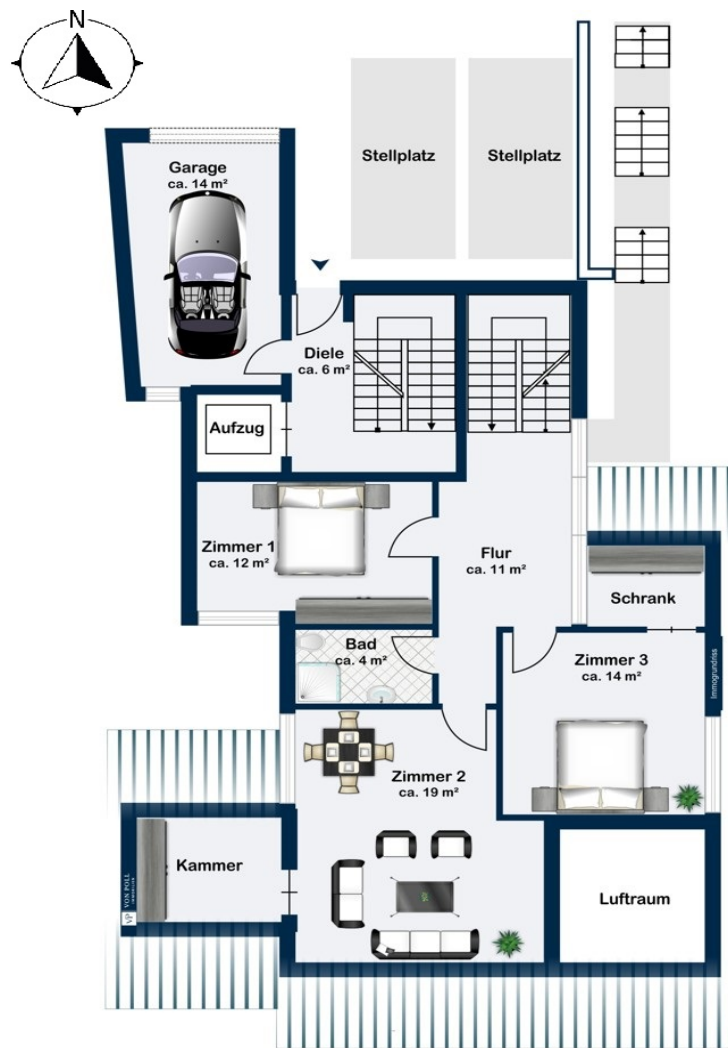 N
Stellplatz
Stellplatz
Garage
ca. 14 m²
Diele
ca. 6 m²
Aufzug
Zimmer 1
ca. 12 m²
Flur
ca. 11 m²
Schrank
Bad
ca. 4 m²
Zimmer 3
ca. 14 m²
Immogrundriss
Zimmer 2
ca. 19 m²
Kammer
VON POLL
IMMOBILIEN
VP
Luftraum